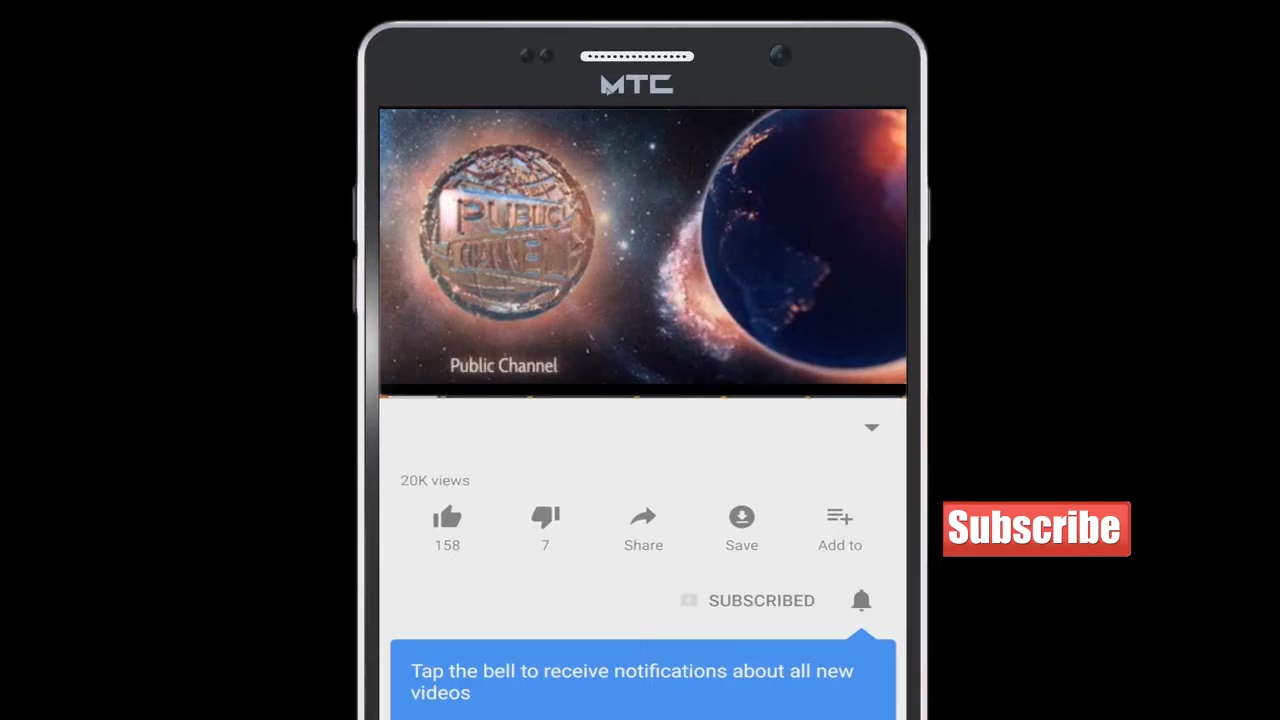 MTC
PUBLIC
CHANNEL
Public Channel
20K views
158
7
Share
Save
Add to
Subscribe
SUBSCRIBED
Tap the bell to receive notifications about all new
videos